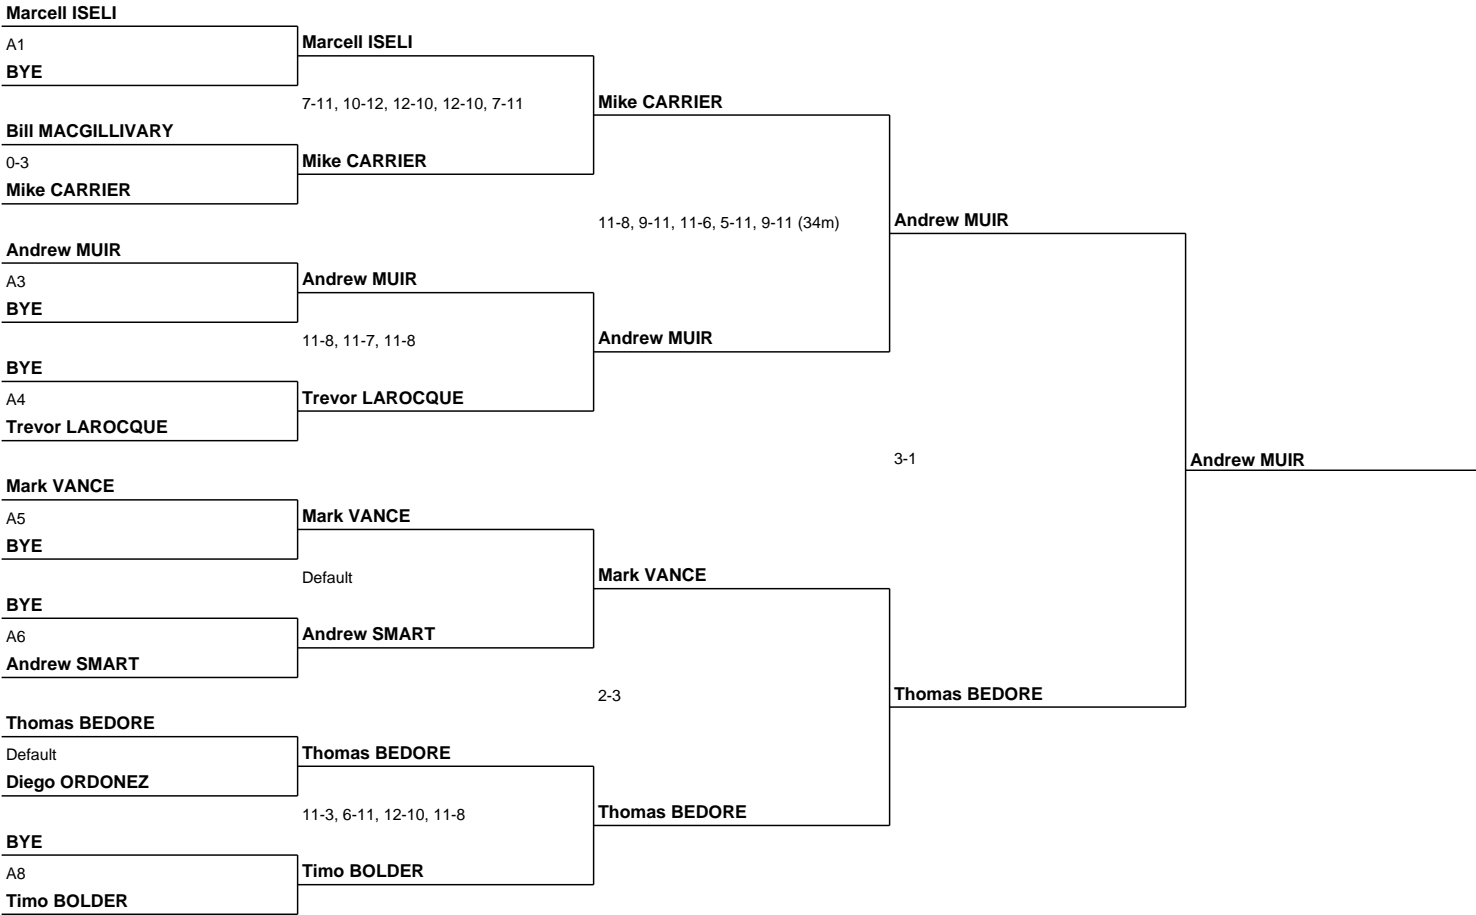 Marcell ISELI
A1
BYE
Bill MACGILLIVARY
0-3
Mike CARRIER
Andrew MUIR
A3
BYE
BYE
A4
Trevor LAROCQUE
Mark VANCE
A5
BYE
BYE
A6
Andrew SMART
Thomas BEDORE
Default
Diego ORDONEZ
BYE
A8
Timo BOLDER
Marcell ISELI
7-11, 10-12, 12-10, 12-10, 7-11
Mike CARRIER
Andrew MUIR
11-8, 11-7, 11-8
Trevor LAROCQUE
Mark VANCE
Default
Andrew SMART
Thomas BEDORE
11-3, 6-11, 12-10, 11-8
Timo BOLDER
Mike CARRIER
11-8, 9-11, 11-6, 5-11, 9-11 (34m)
Andrew MUIR
Mark VANCE
2-3
Thomas BEDORE
Andrew MUIR
3-1
Thomas BEDORE
Andrew MUIR